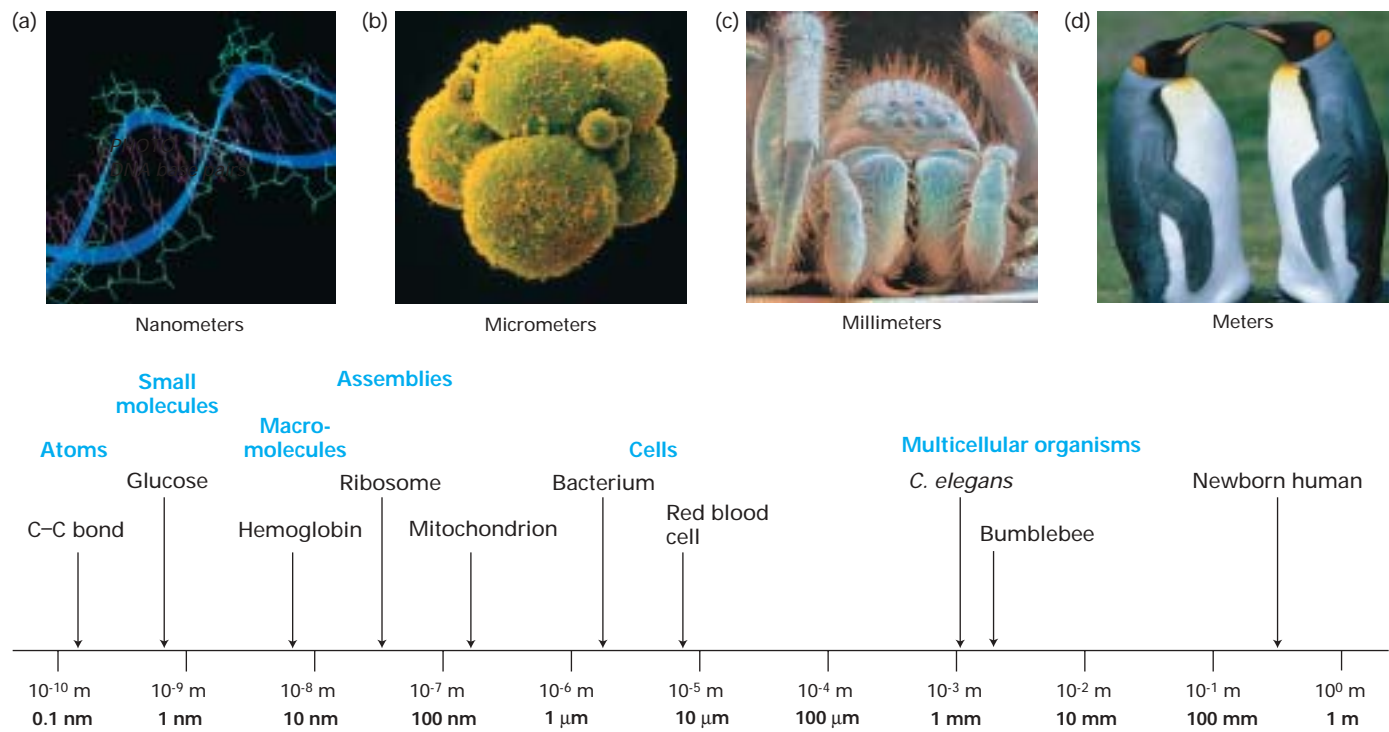 (a)
(b)
(c)
(d)
Nanometers
Micrometers
Millimeters
Meters
Small
molecules
Assemblies
Macro-
molecules
Atoms
Cells
Multicellular organisms
Glucose
Ribosome
Bacterium
C. elegans
Newborn human
C–C bond
Hemoglobin
Mitochondrion
Red blood
cell
Bumblebee
10⁻¹⁰ m
10⁻⁹ m
10⁻⁸ m
10⁻⁷ m
10⁻⁶ m
10⁻⁵ m
10⁻⁴ m
10⁻³ m
10⁻² m
10⁻¹ m
10⁰ m
0.1 nm
1 nm
10 nm
100 nm
1 μm
10 μm
100 μm
1 mm
10 mm
100 mm
1 m